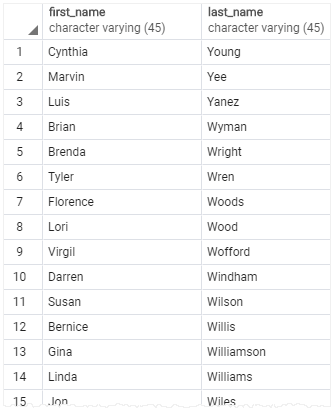 first_name last_name
character varying (45) character varying (45)
1 Cynthia Young
2 Marvin Yee
3 Luis Yanez
4 Brian Wyman
5 Brenda Wright
6 Tyler Wren
7 Florence Woods
8 Lori Wood
9 Virgil Wofford
10 Darren Windham
11 Susan Wilson
12 Bernice Willis
13 Gina Williamson
14 Linda Williams
15 Jon Wiles